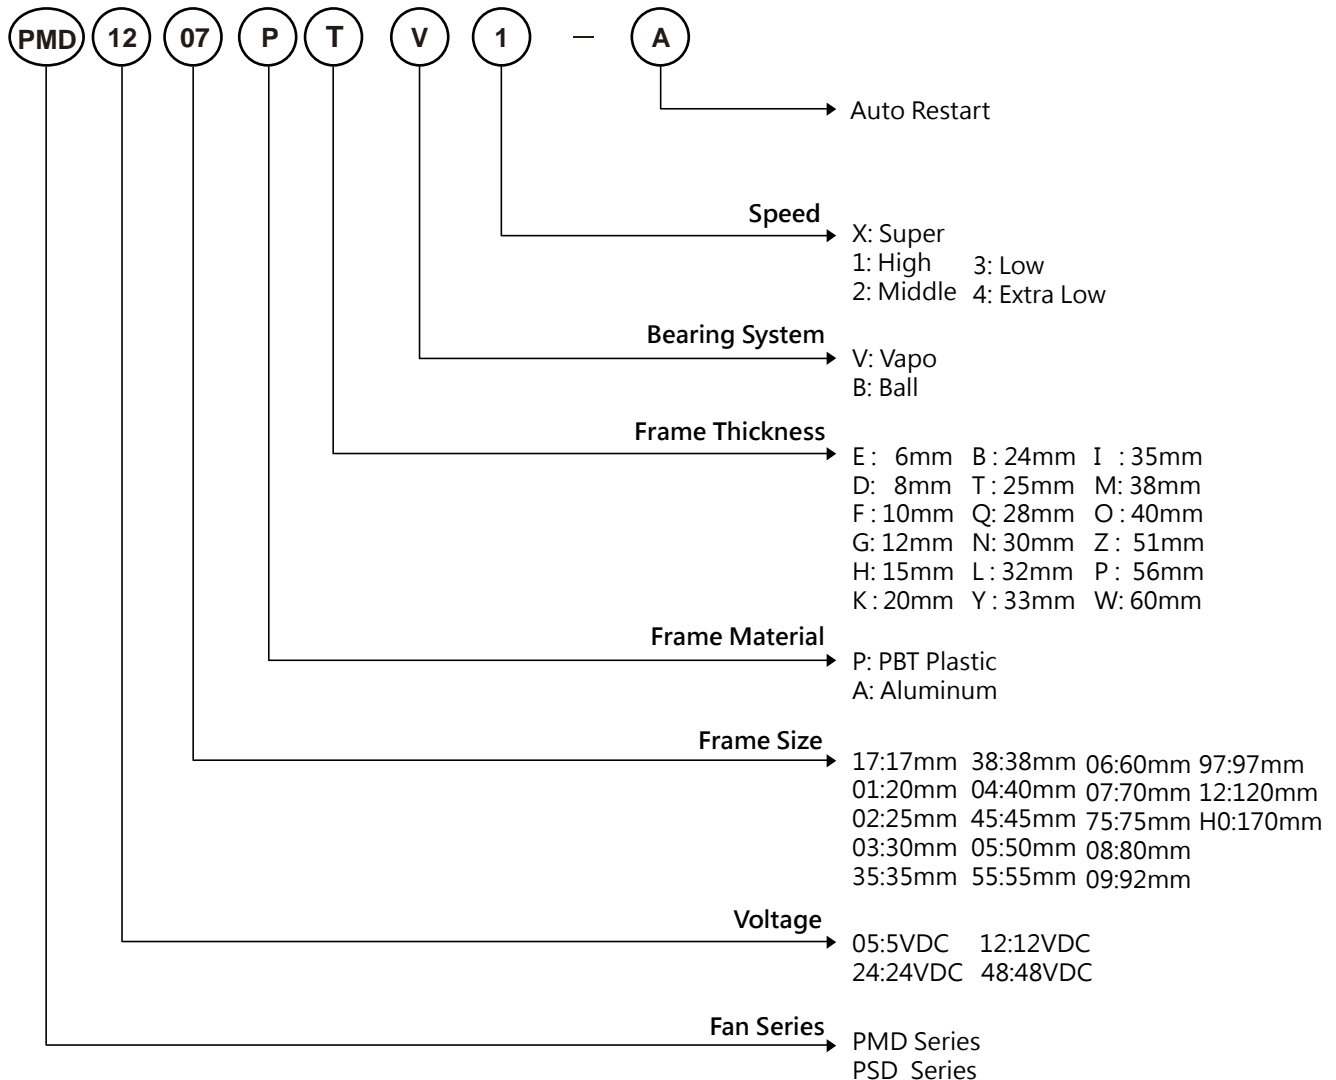 PMD 12 07 P T V 1 — A
Auto Restart
Speed
X: Super
1: High 3: Low
2: Middle 4: Extra Low
Bearing System
V: Vapo
B: Ball
Frame Thickness
E : 6mm B : 24mm I : 35mm
D: 8mm T : 25mm M: 38mm
F : 10mm Q: 28mm O : 40mm
G: 12mm N: 30mm Z : 51mm
H: 15mm L : 32mm P : 56mm
K : 20mm Y : 33mm W: 60mm
Frame Material
P: PBT Plastic
A: Aluminum
Frame Size
17:17mm 38:38mm 06:60mm 97:97mm
01:20mm 04:40mm 07:70mm 12:120mm
02:25mm 45:45mm 75:75mm H0:170mm
03:30mm 05:50mm 08:80mm
35:35mm 55:55mm 09:92mm
Voltage
05:5VDC 12:12VDC
24:24VDC 48:48VDC
Fan Series
PMD Series
PSD Series